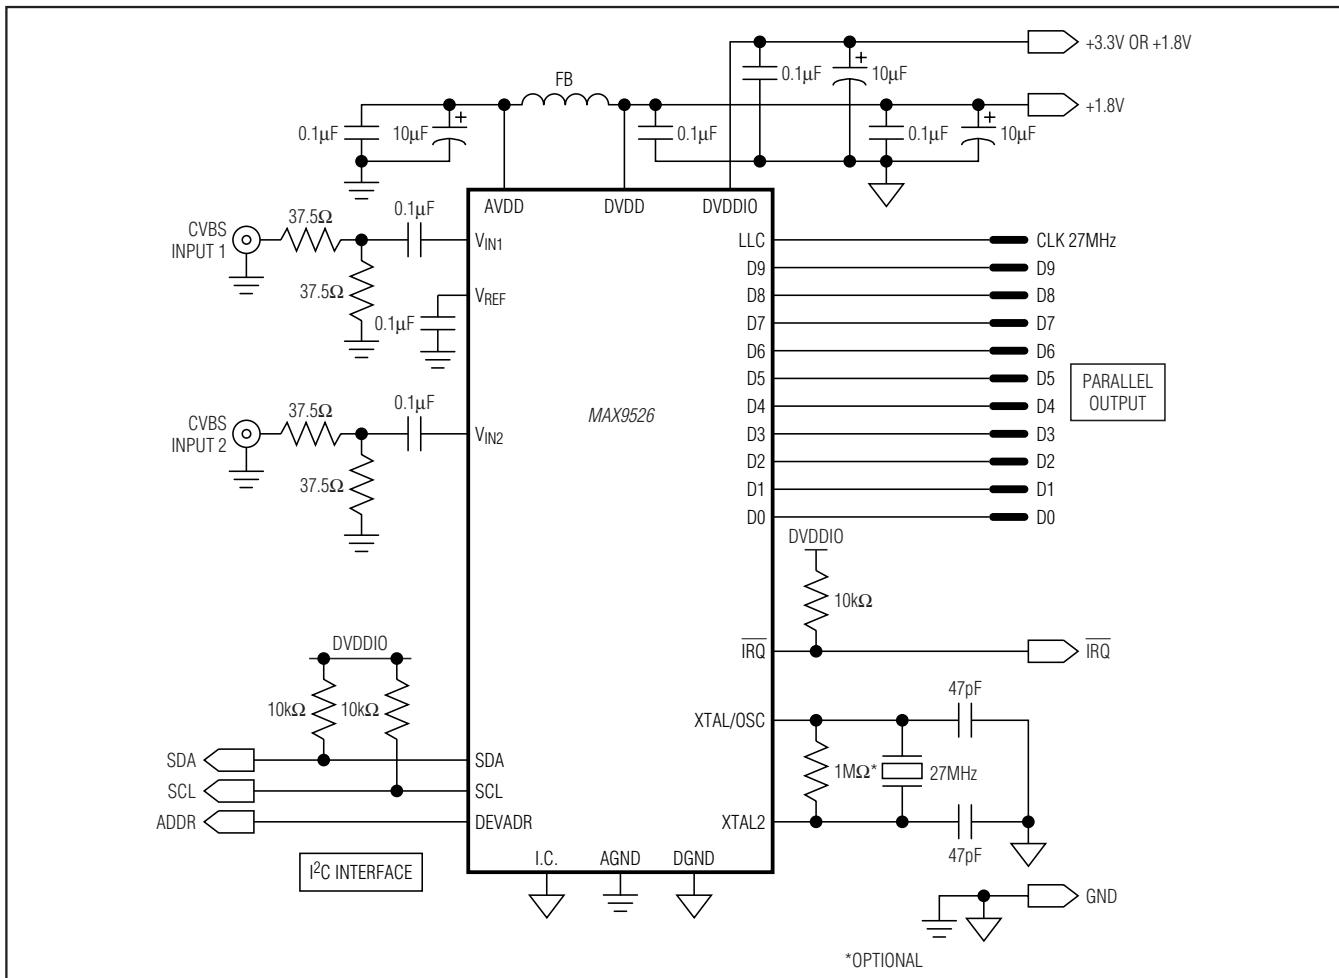 +3.3V OR +1.8V
0.1µF
10µF
FB
+1.8V
0.1µF
10µF
0.1µF
0.1µF
10µF
AVDD
DVDD
DVDDIO
CVBS
INPUT 1
37.5Ω
0.1µF
VIN1
37.5Ω
VREF
0.1µF
CVBS
INPUT 2
37.5Ω
0.1µF
VIN2
37.5Ω
MAX9526
LLC
CLK 27MHz
D9
D9
D8
D8
D7
D7
D6
D6
D5
D5
D4
D4
D3
D3
D2
D2
D1
D1
D0
D0
PARALLEL
OUTPUT
DVDDIO
10kΩ
IRQ
IRQ
DVDDIO
10kΩ
10kΩ
SDA
SDA
SCL
SCL
ADDR
DEVADR
I2C INTERFACE
XTAL/OSC
47pF
1MΩ*
27MHz
XTAL2
47pF
I.C.
AGND
DGND
GND
*OPTIONAL